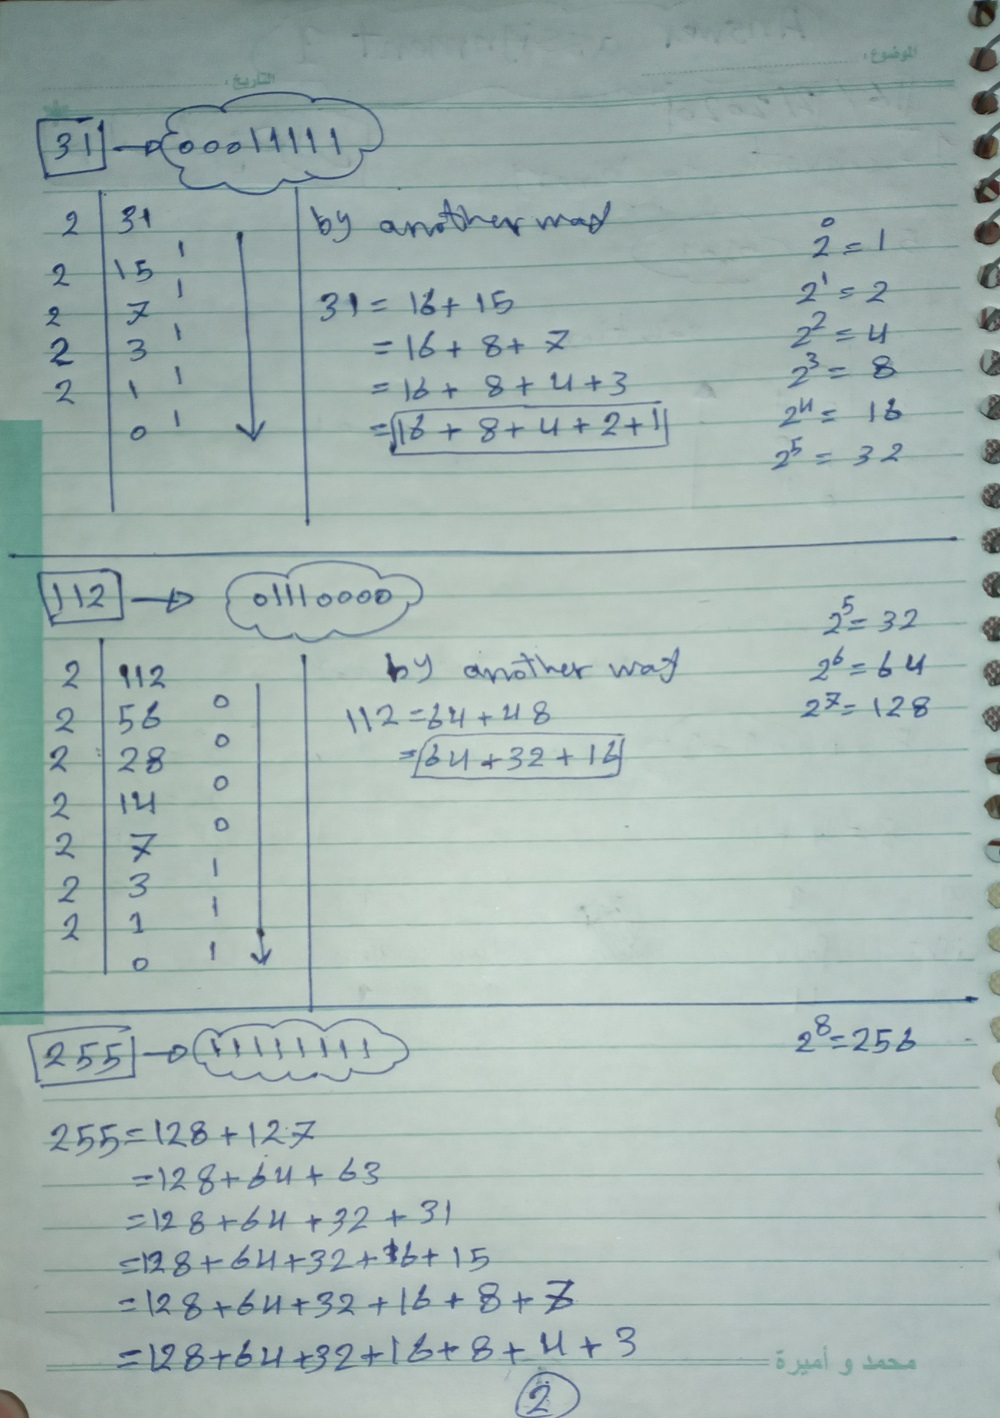 الموضوع:
التاريخ:
31 → 00011111
2 | 31
1
2 | 15
1
2 | 7
1
2 | 3
1
2 | 1
1
0
by another way
31 = 16 + 15
= 16 + 8 + 7
= 16 + 8 + 4 + 3
= 16 + 8 + 4 + 2 + 1
2⁰ = 1
2¹ = 2
2² = 4
2³ = 8
2⁴ = 16
2⁵ = 32
112 → 01110000
2 | 112
0
2 | 56
0
2 | 28
0
2 | 14
0
2 | 7
1
2 | 3
1
2 | 1
1
0
by another way
112 = 64 + 48
= 64 + 32 + 16
2⁵ = 32
2⁶ = 64
2⁷ = 128
255 → 11111111
2⁸ = 256
255 = 128 + 127
= 128 + 64 + 63
= 128 + 64 + 32 + 31
= 128 + 64 + 32 + 16 + 15
= 128 + 64 + 32 + 16 + 8 + 7
= 128 + 64 + 32 + 16 + 8 + 4 + 3
محمد و أميرة
2